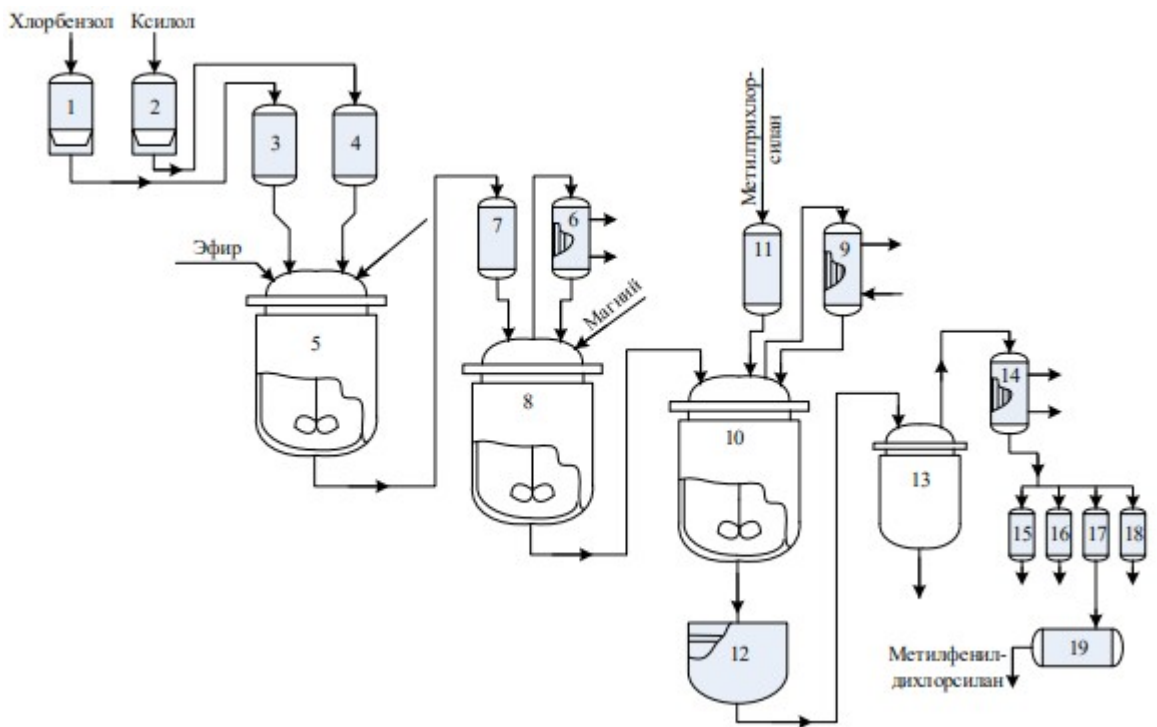 Хлорбензол
Ксилол
1
2
3
4
Эфир
5
7
6
Магний
8
Метилтрихлор-
силан
11
9
10
12
13
14
15
16
17
18
19
Метилфенил-
дихлорсилан